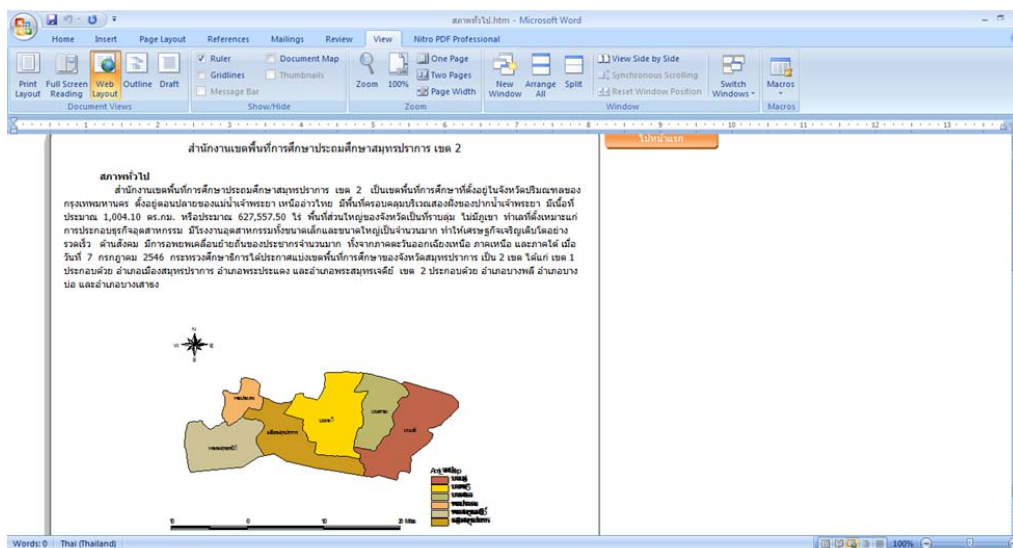 สภาพทั่วไป.htm - Microsoft Word
Home Insert Page Layout References Mailings Review View Nitro PDF Professional
Print Layout
Full Screen Reading
Web Layout
Outline
Draft
Document Views
Ruler
Gridlines
Message Bar
Document Map
Thumbnails
Show/Hide
Zoom
100%
One Page
Two Pages
Page Width
Zoom
New Window
Arrange All
Split
View Side by Side
Synchronous Scrolling
Reset Window Position
Window
Switch Windows
Macros
Macros
1 2 3 4 5 6 7 8 9 10 11 12 13
ไปหน้าแรก
สำนักงานเขตพื้นที่การศึกษาประถมศึกษาสมุทรปราการ เขต 2
สภาพทั่วไป
สำนักงานเขตพื้นที่การศึกษาประถมศึกษาสมุทรปราการ เขต 2 เป็นเขตพื้นที่การศึกษาที่ตั้งอยู่ในจังหวัดปริมณฑลของ
กรุงเทพมหานคร ตั้งอยู่ตอนปลายของแม่น้ำเจ้าพระยา เหนืออ่าวไทย มีพื้นที่ครอบคลุมบริเวณสองฝั่งของปากน้ำเจ้าพระยา มีเนื้อที่
ประมาณ 1,004.10 ตร.กม. หรือประมาณ 627,557.50 ไร่ พื้นที่ส่วนใหญ่ของจังหวัดเป็นที่ราบลุ่ม ไม่มีภูเขา ทำเลที่ตั้งเหมาะแก่
การประกอบธุรกิจอุตสาหกรรม มีโรงงานอุตสาหกรรมทั้งขนาดเล็กและขนาดใหญ่เป็นจำนวนมาก ทำให้เศรษฐกิจเจริญเติบโตอย่าง
รวดเร็ว ด้านสังคม มีการอพยพเคลื่อนย้ายถิ่นของประชากรจำนวนมาก ทั้งจากภาคตะวันออกเฉียงเหนือ ภาคเหนือ และภาคใต้ เมื่อ
วันที่ 7 กรกฎาคม 2546 กระทรวงศึกษาธิการได้ประกาศแบ่งเขตพื้นที่การศึกษาของจังหวัดสมุทรปราการ เป็น 2 เขต ได้แก่ เขต 1
ประกอบด้วย อำเภอเมืองสมุทรปราการ อำเภอพระประแดง และอำเภอพระสมุทรเจดีย์ เขต 2 ประกอบด้วย อำเภอบางพลี อำเภอบาง
บ่อ และอำเภอบางเสาธง
N
W E
S
10 0 10 20 Miles
Words: 0 Thai (Thailand)
100%